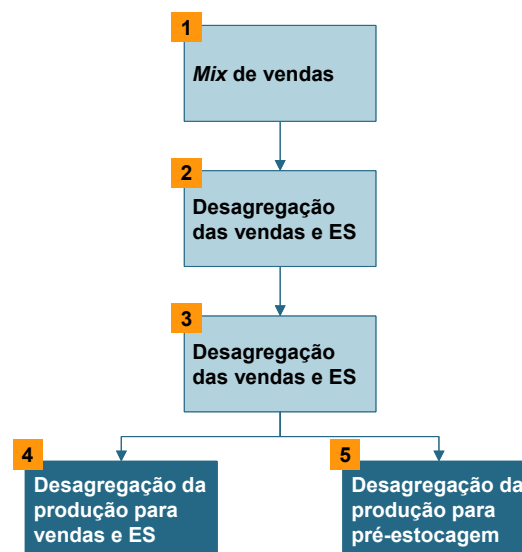 1
Mix de vendas
2
Desagregação
das vendas e ES
3
Desagregação
das vendas e ES
4
Desagregação da
produção para
vendas e ES
5
Desagregação da
produção para
pré-estocagem